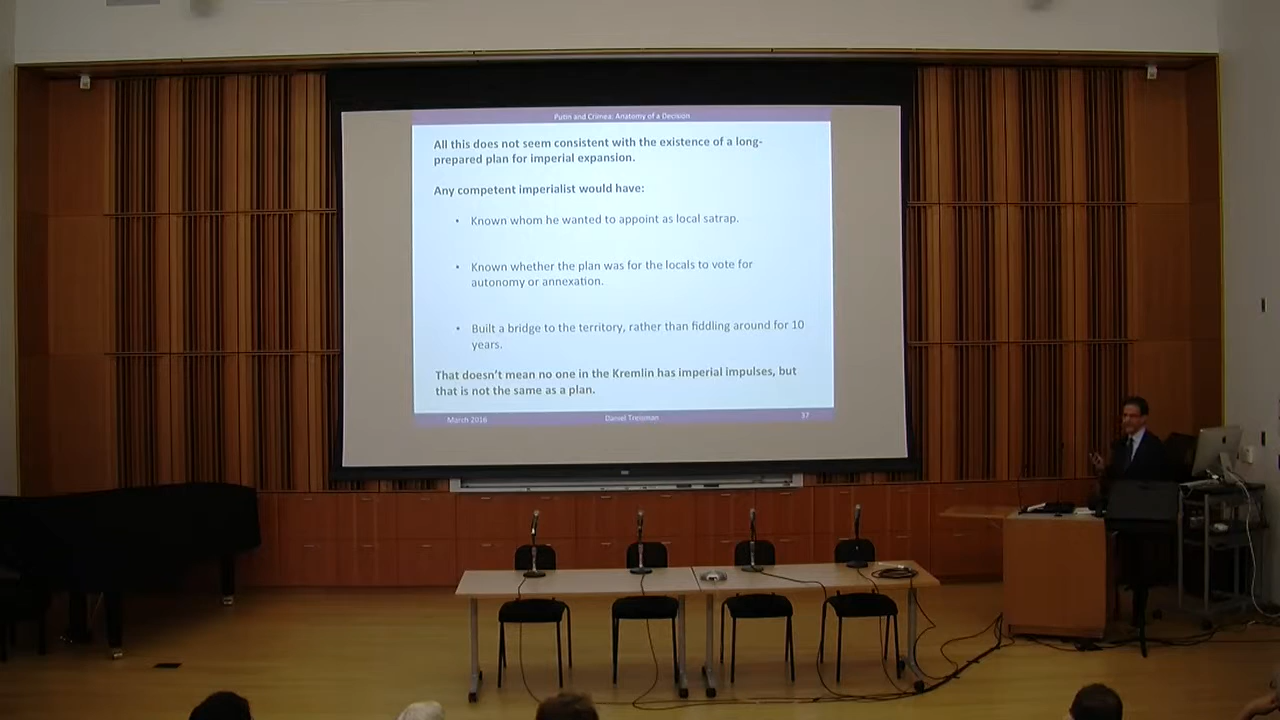 Putin and Crimea: Anatomy of a Decision
All this does not seem consistent with the existence of a long-
prepared plan for imperial expansion.
Any competent imperialist would have:
• Known whom he wanted to appoint as local satrap.
• Known whether the plan was for the locals to vote for
autonomy or annexation.
• Built a bridge to the territory, rather than fiddling around for 10
years.
That doesn't mean no one in the Kremlin has imperial impulses, but
that is not the same as a plan.
March 2016
Daniel Treisman
37